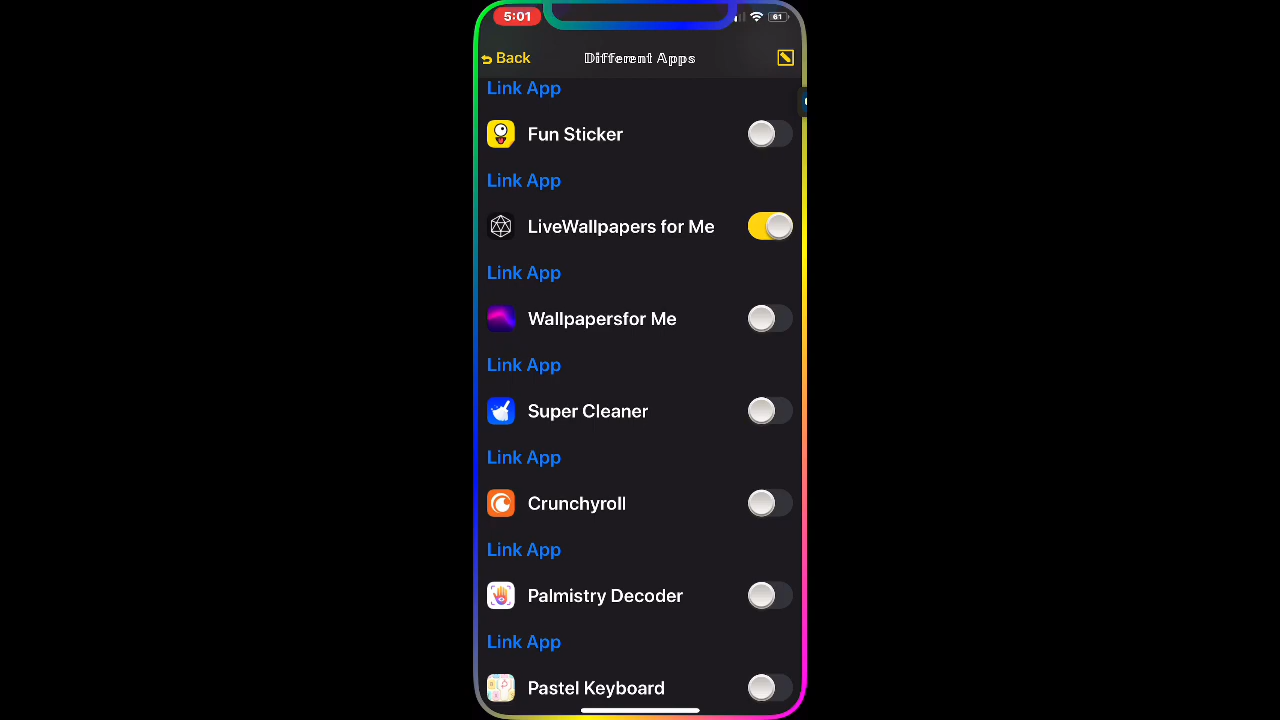 5:01
61
Back
Different Apps
Link App
Fun Sticker
Link App
LiveWallpapers for Me
Link App
Wallpapersfor Me
Link App
Super Cleaner
Link App
Crunchyroll
Link App
Palmistry Decoder
Link App
Pastel Keyboard